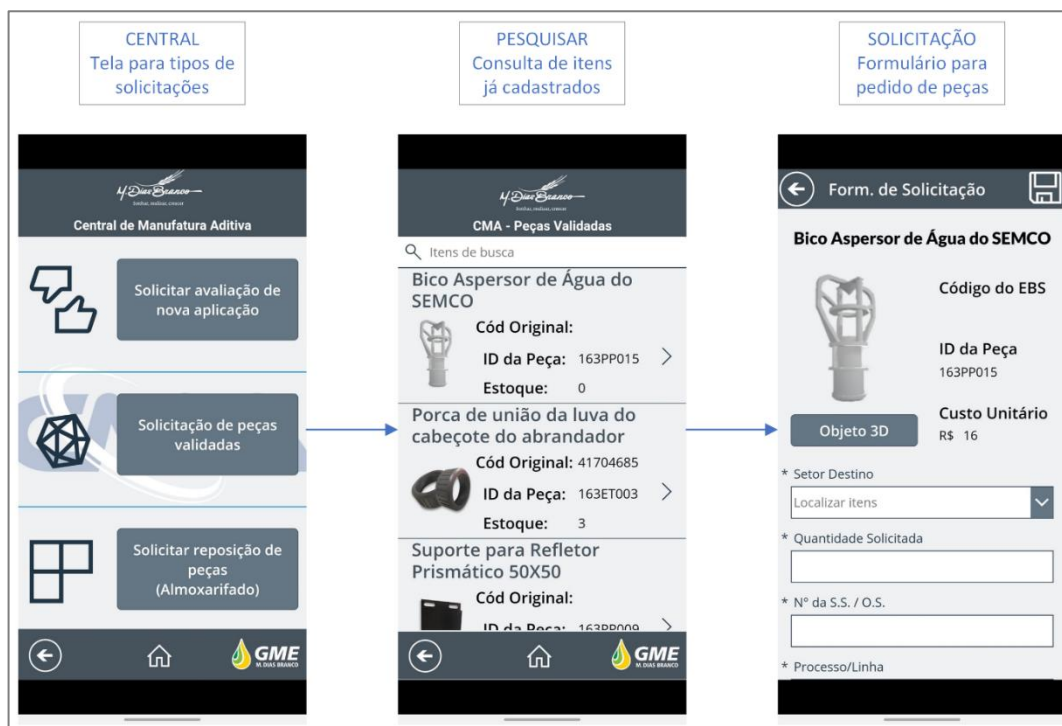 CENTRAL
Tela para tipos de
solicitações
PESQUISAR
Consulta de itens
já cadastrados
SOLICITAÇÃO
Formulário para
pedido de peças
M. Dias Branco
Central de Manufatura Aditiva
Solicitar avaliação de
nova aplicação
Solicitação de peças
validadas
Solicitar reposição de
peças
(Almoxarifado)
GME
M. DIAS BRANCO
M. Dias Branco
CMA - Peças Validadas
Itens de busca
Bico Aspersor de Água do
SEMCO
Cód Original:
ID da Peça: 163PP015
Estoque: 0
Porca de união da luva do
cabeçote do abrandador
Cód Original: 41704685
ID da Peça: 163ET003
Estoque: 3
Suporte para Refletor
Prismático 50X50
Cód Original:
ID da Peça: 163PP009
GME
M. DIAS BRANCO
Form. de Solicitação
Bico Aspersor de Água do SEMCO
Código do EBS
ID da Peça
163PP015
Custo Unitário
R$ 16
Objeto 3D
* Setor Destino
Localizar itens
* Quantidade Solicitada
* N° da S.S. / O.S.
* Processo/Linha